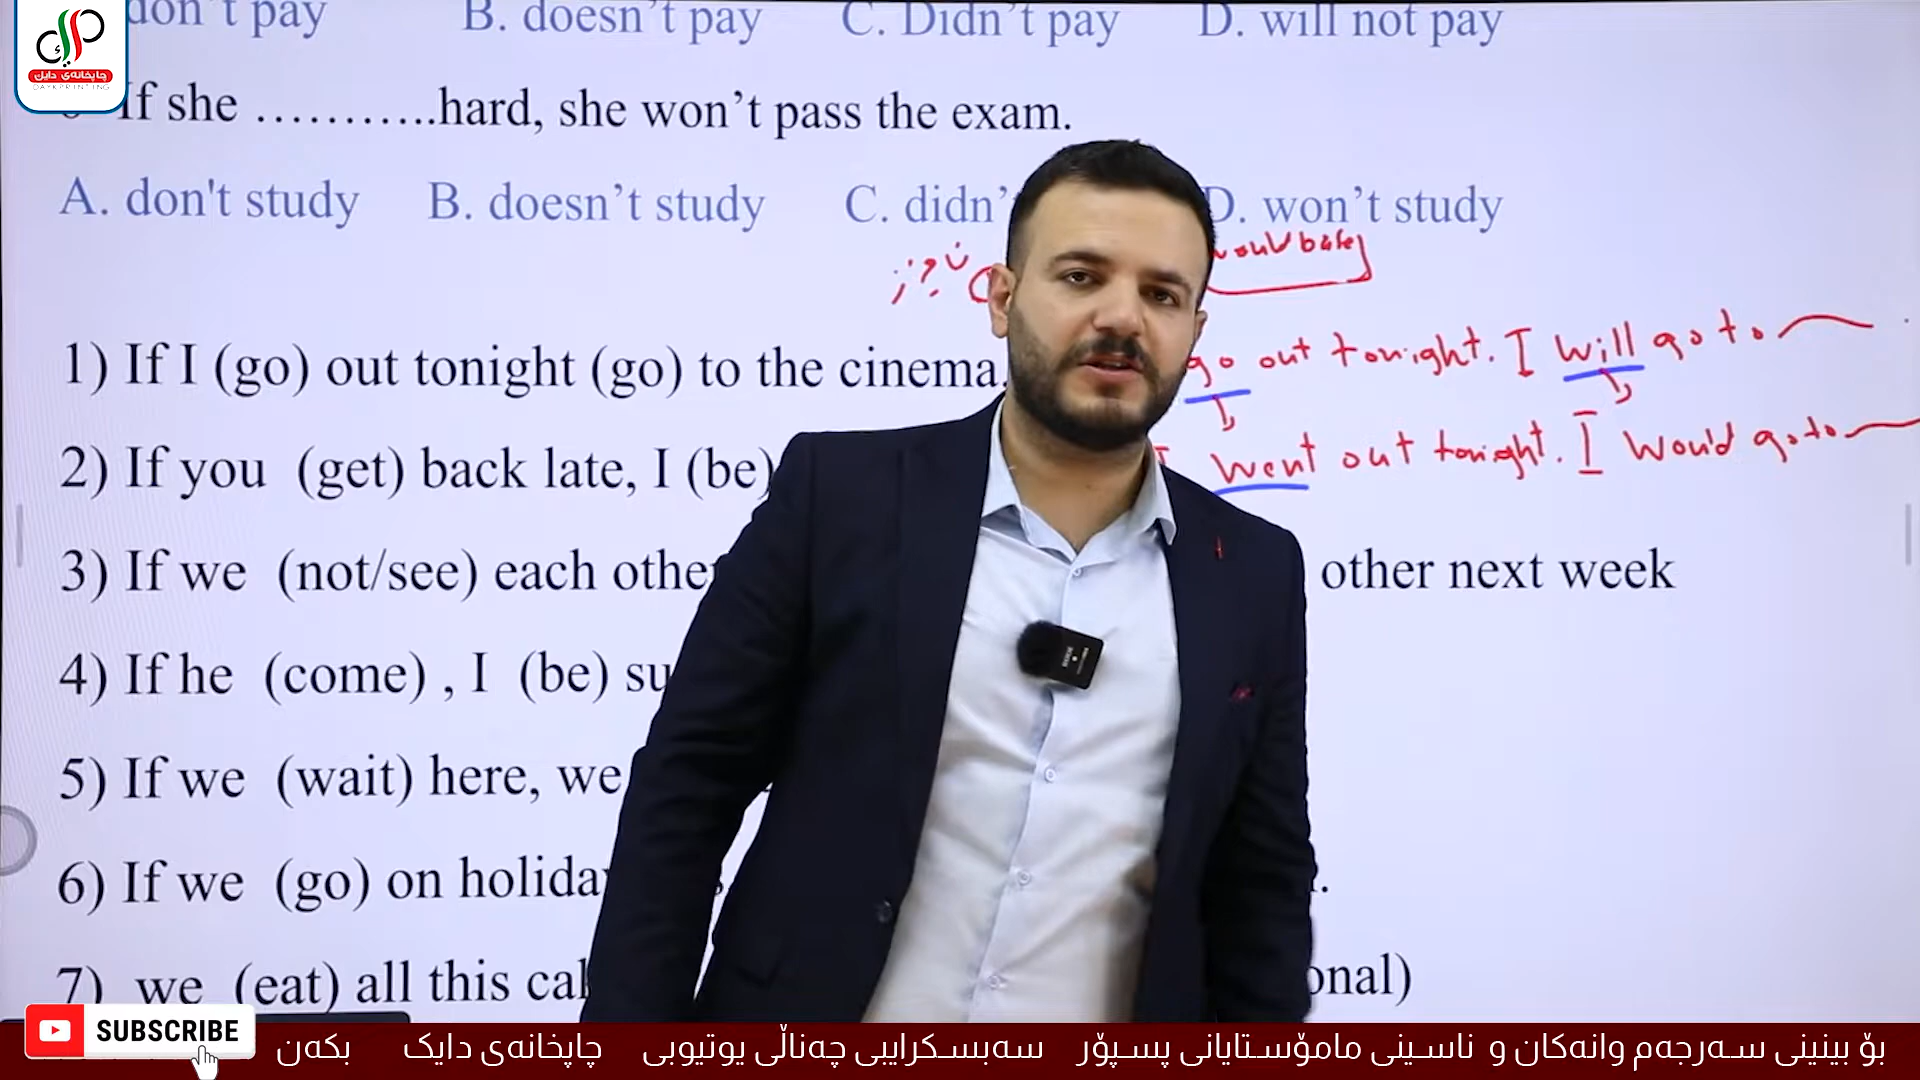 don't pay B. doesn't pay C. Didn't pay D. will not pay
If she ………..hard, she won't pass the exam.
A. don't study B. doesn't study C. didn' D. won't study
1) If I (go) out tonight (go) to the cinema.
go out tonight. I will go to
2) If you (get) back late, I (be)
went out tonight. I would go to
3) If we (not/see) each other other next week
4) If he (come) , I (be) su
5) If we (wait) here, we
6) If we (go) on holida
7) we (eat) all this cak onal)
چاپخانەی دایک
DAYKPRINTING
SUBSCRIBE
بۆ بینینی سەرجەم وانەکان و ناسینی مامۆستایانی پسپۆر سەبسکرایبی چەناڵی یوتیوبی چاپخانەی دایک بکەن